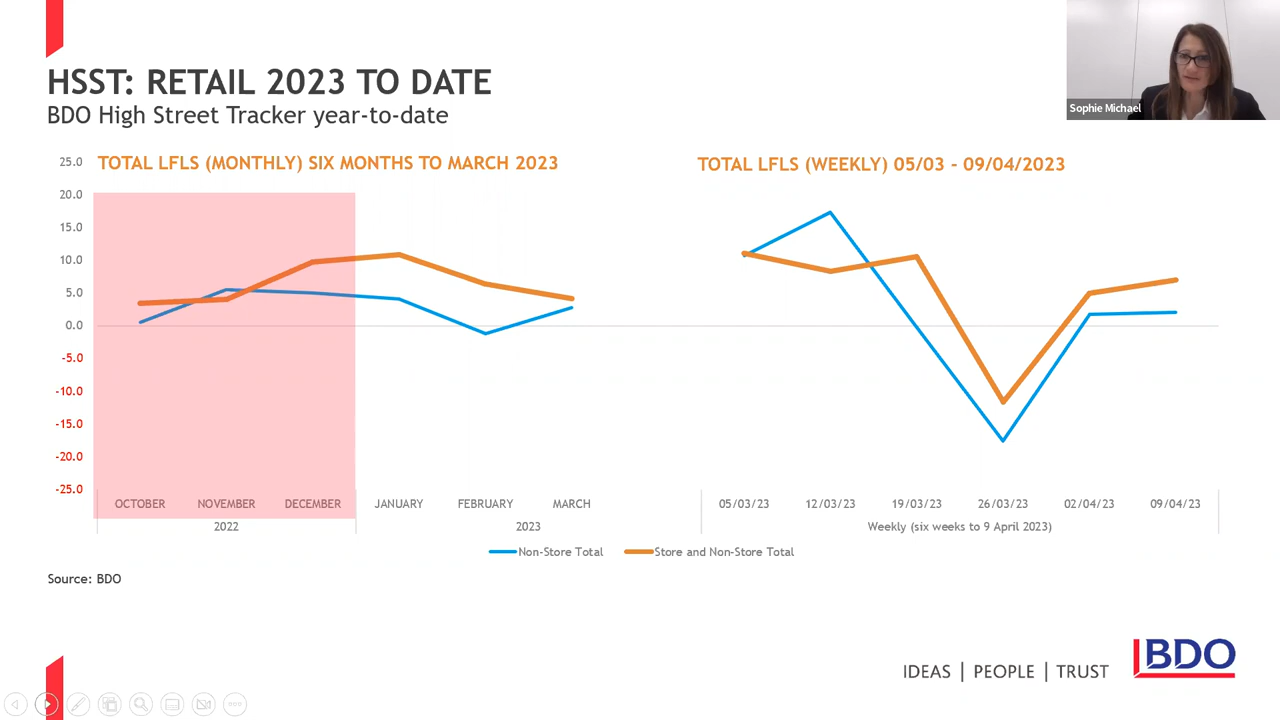 HSST: RETAIL 2023 TO DATE
BDO High Street Tracker year-to-date
Sophie Michael
TOTAL LFLS (MONTHLY) SIX MONTHS TO MARCH 2023
TOTAL LFLS (WEEKLY) 05/03 - 09/04/2023
25.0
20.0
15.0
10.0
5.0
0.0
-5.0
-10.0
-15.0
-20.0
-25.0
OCTOBER NOVEMBER DECEMBER JANUARY FEBRUARY MARCH
2022 2023
05/03/23 12/03/23 19/03/23 26/03/23 02/04/23 09/04/23
Weekly (six weeks to 9 April 2023)
Non-Store Total Store and Non-Store Total
Source: BDO
IDEAS | PEOPLE | TRUST
BDO